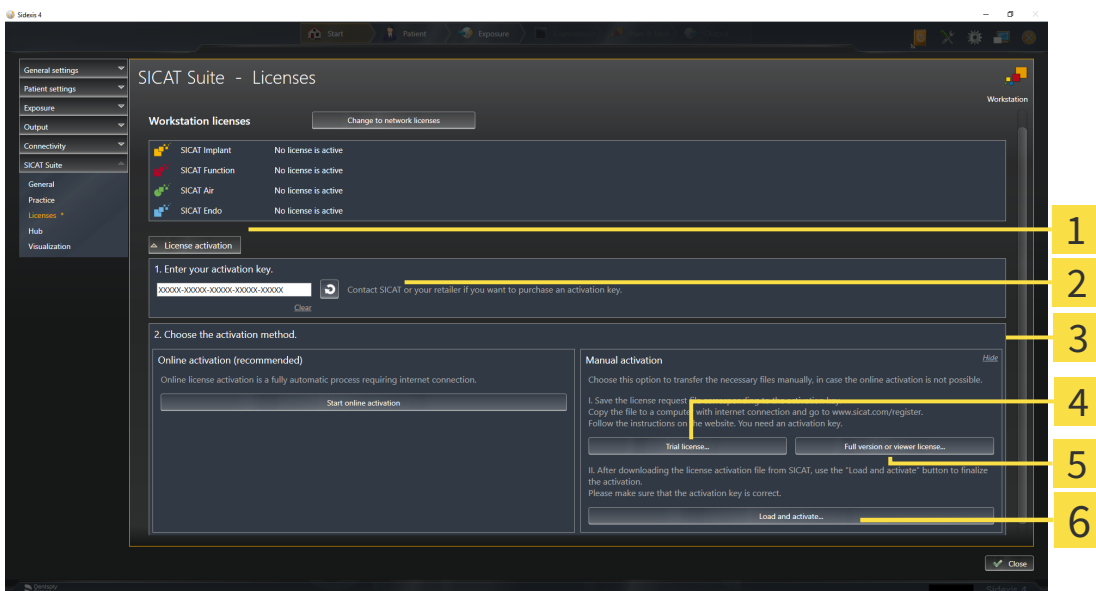 Sidexis 4
Start
Patient
Exposure
General settings
Patient settings
Exposure
Output
Connectivity
SICAT Suite
General
Practice
Licenses *
Hub
Visualization
SICAT Suite - Licenses
Workstation
Workstation licenses
Change to network licenses
SICAT Implant No license is active
SICAT Function No license is active
SICAT Air No license is active
SICAT Endo No license is active
1
License activation
1. Enter your activation key.
2
XXXXX-XXXXX-XXXXX-XXXXX-XXXXX
Contact SICAT or your retailer if you want to purchase an activation key.
Clear
3
2. Choose the activation method.
Online activation (recommended)
Online license activation is a fully automatic process requiring internet connection.
Start online activation
Manual activation
Hide
Choose this option to transfer the necessary files manually, in case the online activation is not possible.
I. Save the license request file corresponding to the activation key.
Copy the file to a computer with internet connection and go to www.sicat.com/register.
Follow the instructions on the website. You need an activation key.
4
Trial license...
Full version or viewer license...
5
II. After downloading the license activation file from SICAT, use the "Load and activate" button to finalize
the activation.
Please make sure that the activation key is correct.
Load and activate...
6
Close
Dentsply
Sidexis 4